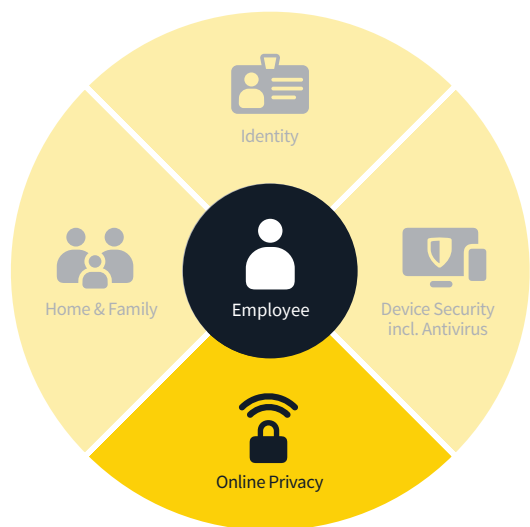 Identity
Home & Family
Employee
Device Security
incl. Antivirus
Online Privacy